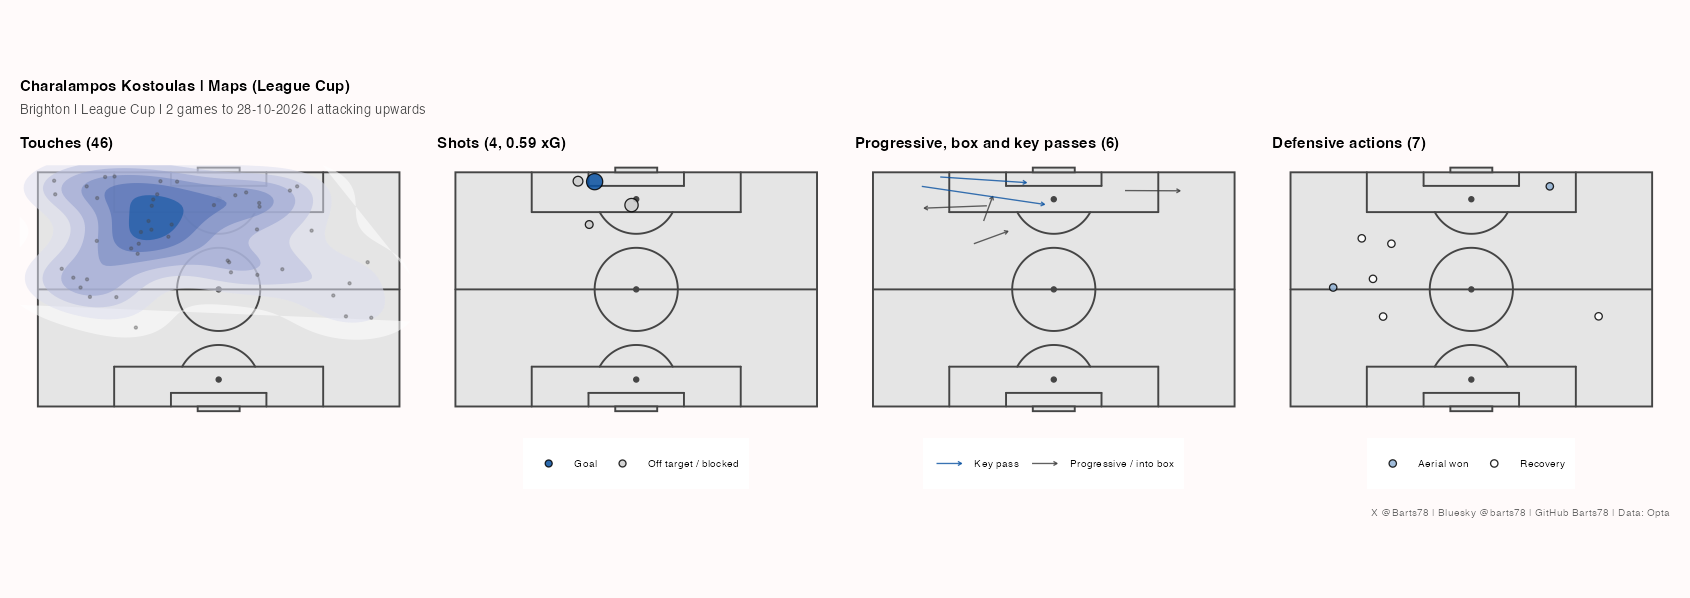 Charalampos Kostoulas | Maps (League Cup)
Brighton | League Cup | 2 games to 28-10-2026 | attacking upwards
Touches (46)
Shots (4, 0.59 xG)
Progressive, box and key passes (6)
Defensive actions (7)
Goal
Off target / blocked
Key pass
Progressive / into box
Aerial won
Recovery
X @Barts78 | Bluesky @barts78 | GitHub Barts78 | Data: Opta